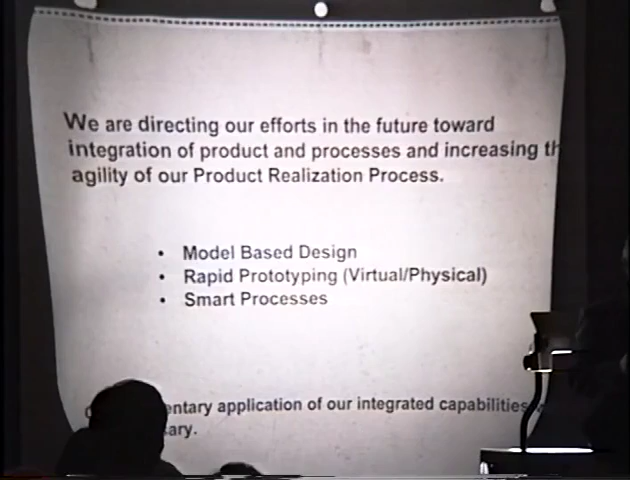 We are directing our efforts in the future toward
integration of product and processes and increasing th
agility of our Product Realization Process.
• Model Based Design
• Rapid Prototyping (Virtual/Physical)
• Smart Processes
entary application of our integrated capabilities
ary.